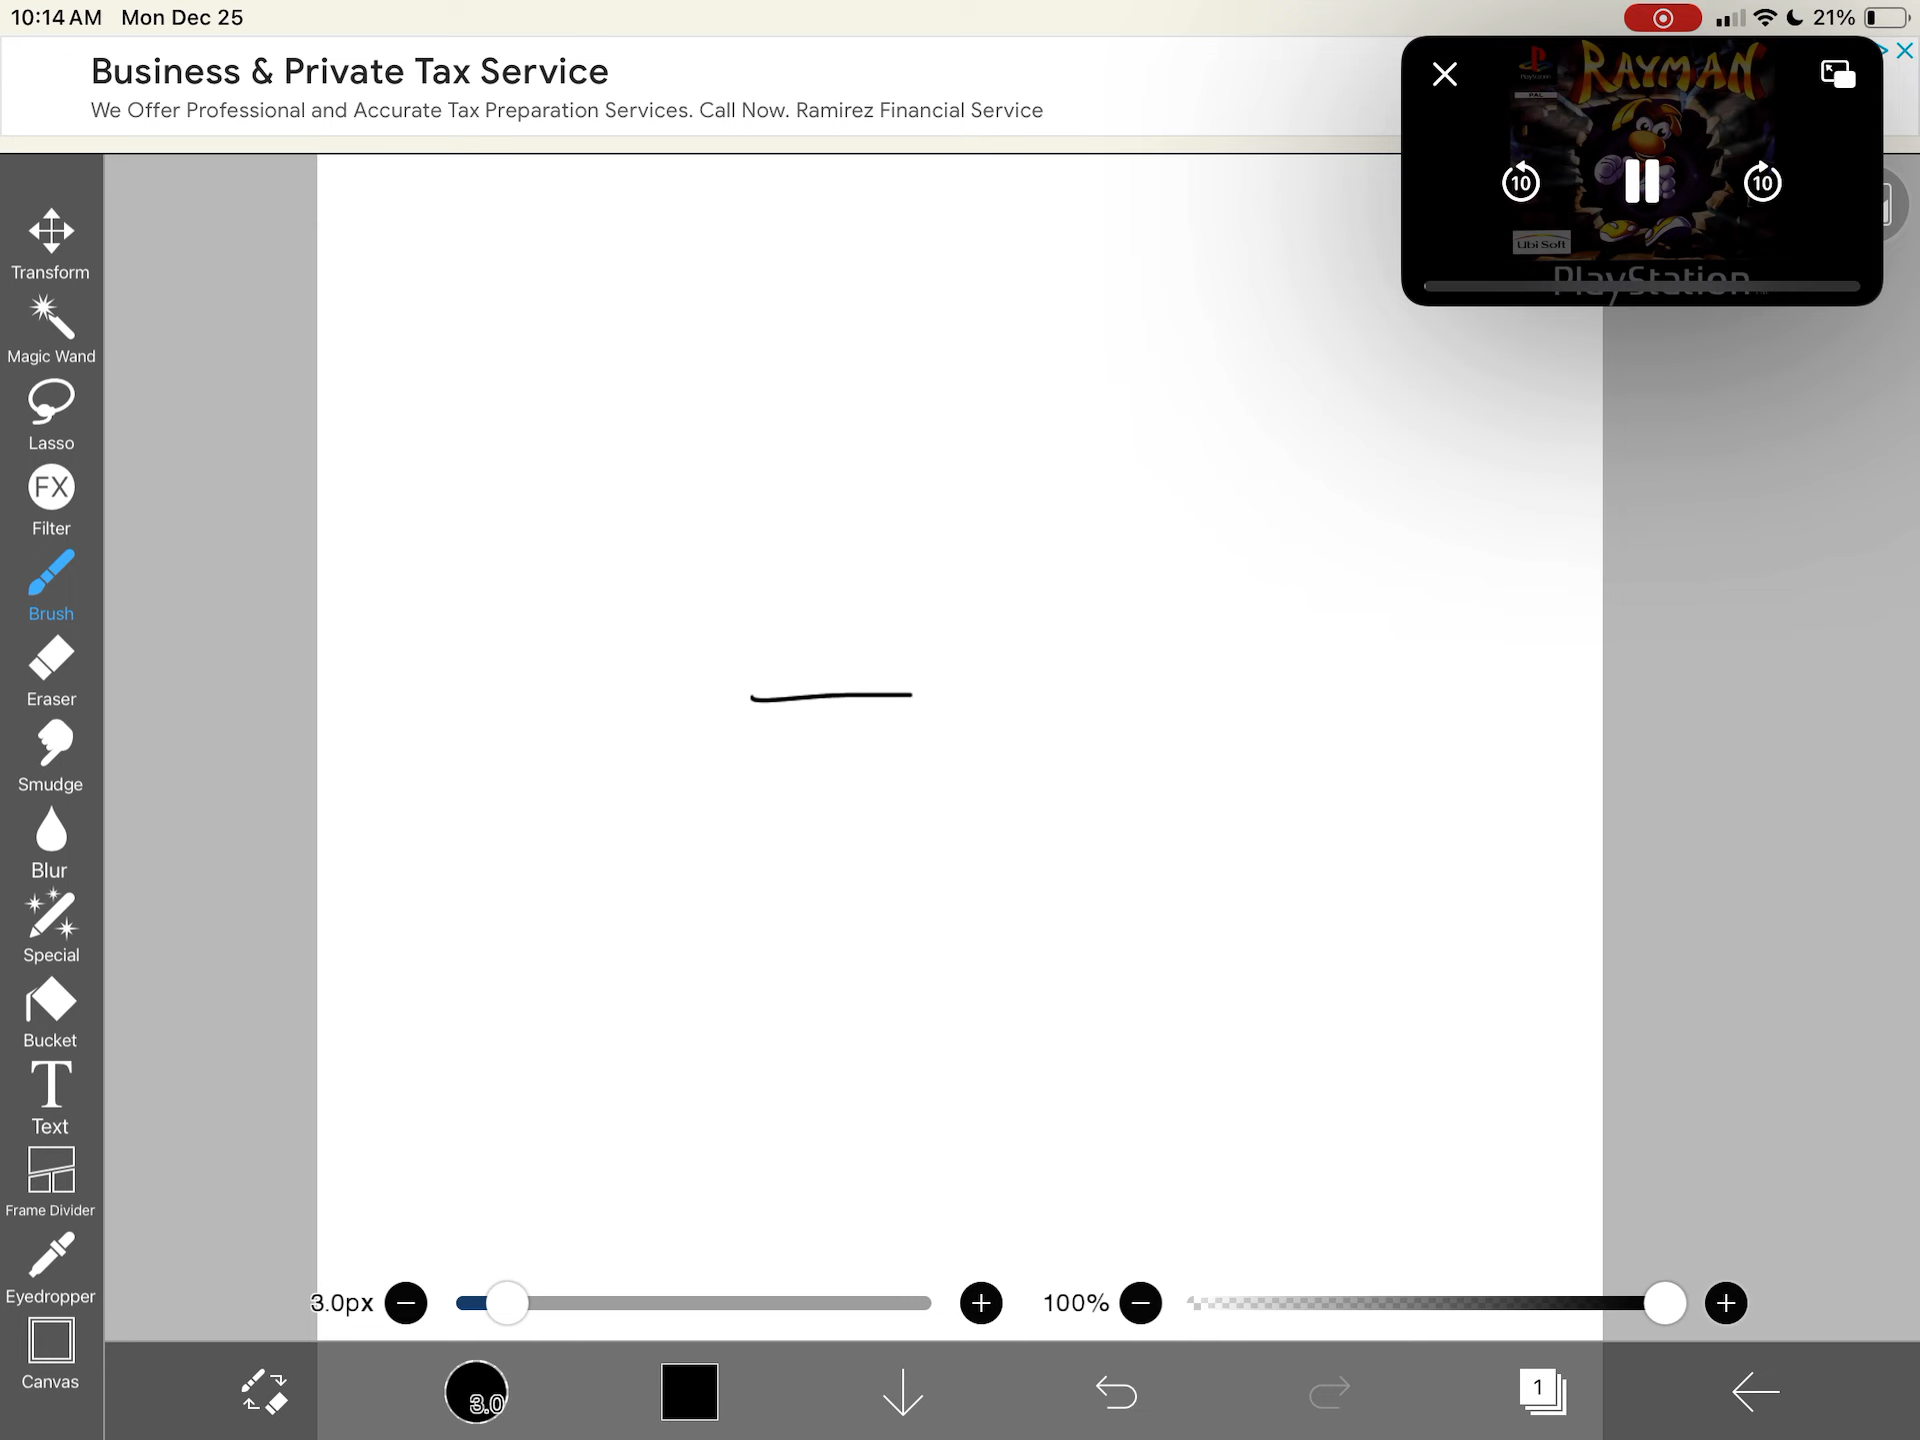 10:14 AM Mon Dec 25
21%
Business & Private Tax Service
We Offer Professional and Accurate Tax Preparation Services. Call Now. Ramirez Financial Service
RAYMAN
PlayStation
PAL
10
10
Ubi Soft
PlayStation
Transform
Magic Wand
Lasso
FX
Filter
Brush
Eraser
Smudge
Blur
Special
Bucket
T
Text
Frame Divider
Eyedropper
Canvas
3.0px
100%
3.0
1